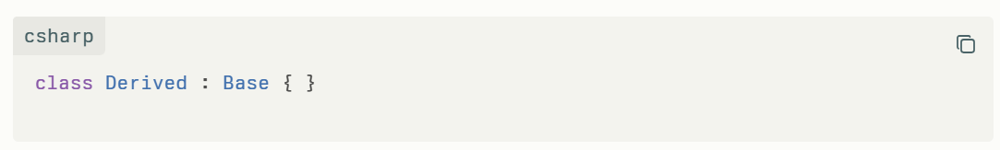 csharp
class Derived : Base { }